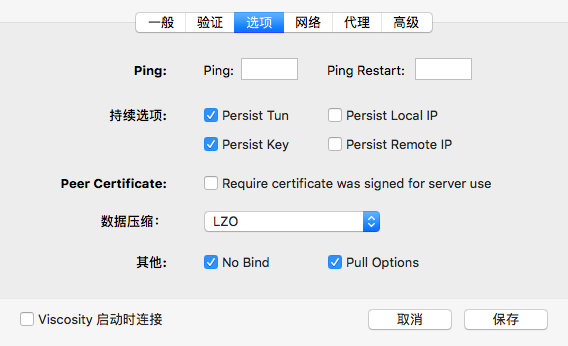 一般 验证 选项 网络 代理 高级
Ping: Ping: Ping Restart:
持续选项: Persist Tun Persist Local IP
Persist Key Persist Remote IP
Peer Certificate: Require certificate was signed for server use
数据压缩: LZO
其他: No Bind Pull Options
Viscosity 启动时连接 取消 保存